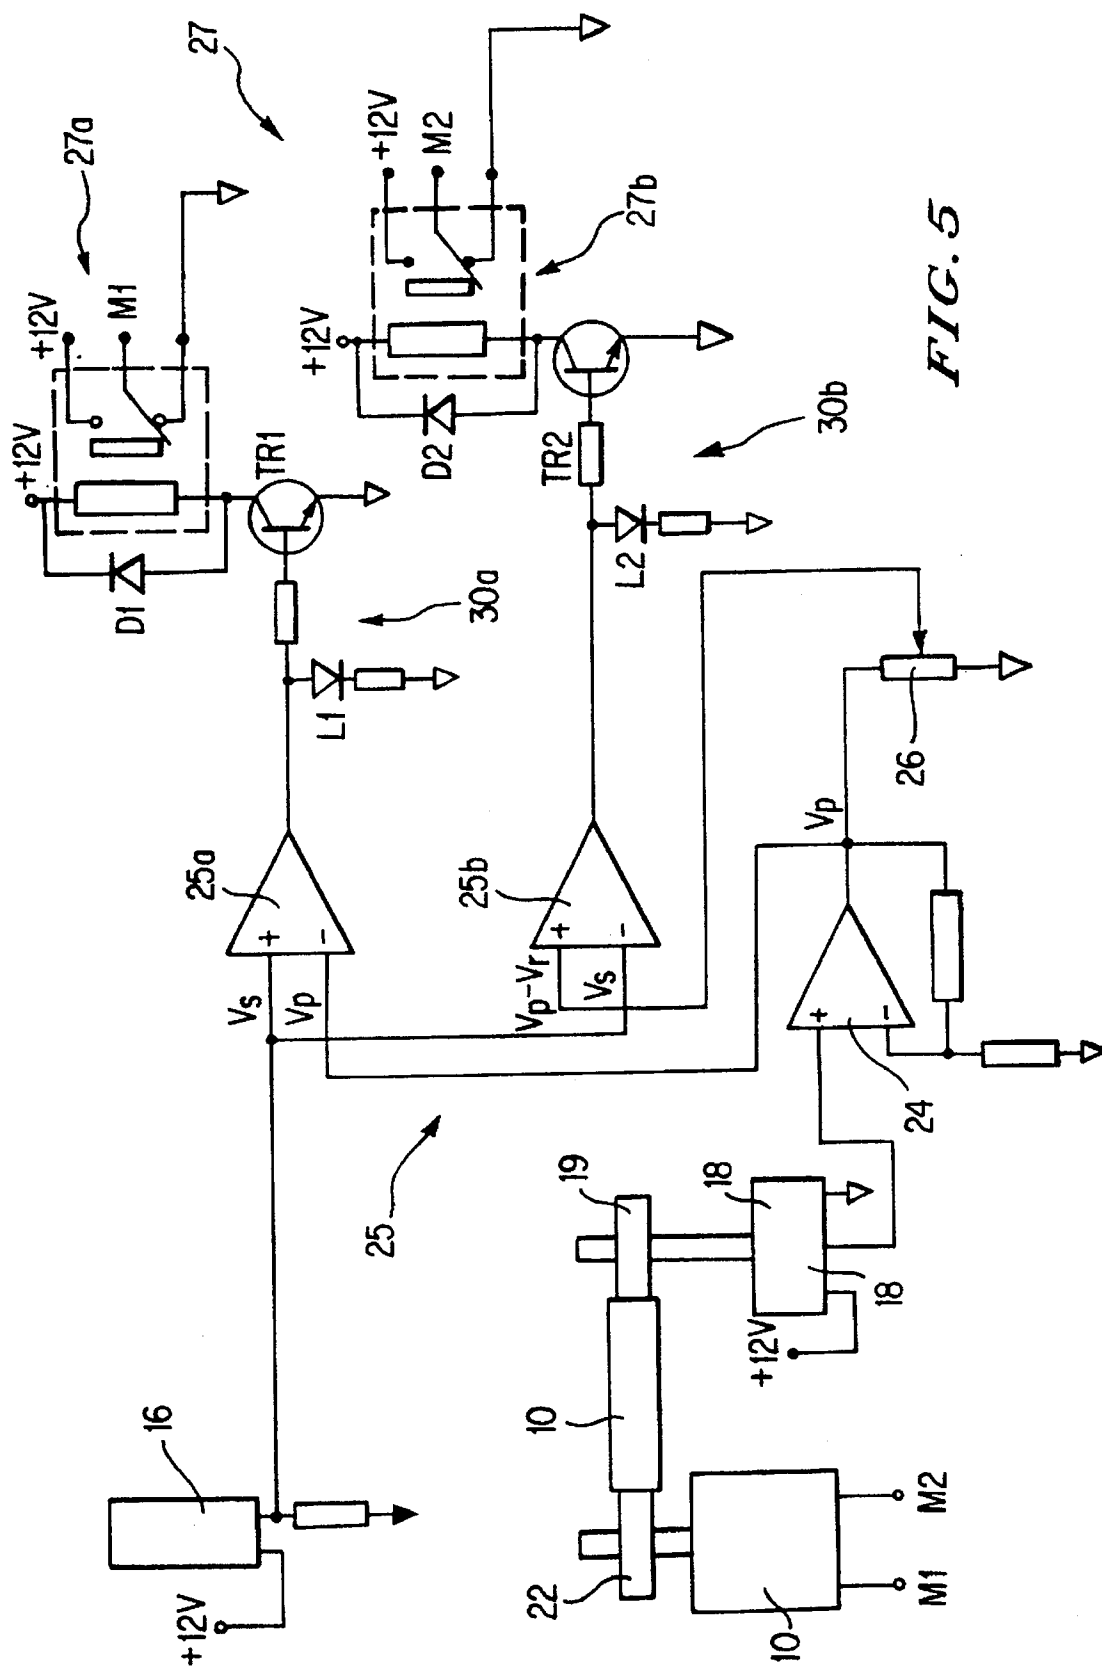 +12V
16
Vs
Vp
25a
+
−
L1
30a
D1
+12V
TR1
+12V
M1
27a
27
25
Vp−Vr
Vs
25b
+
−
L2
30b
TR2
D2
+12V
+12V
M2
27b
22
10
19
10
M1
M2
+12V
18
18
24
+
−
Vp
26
FIG. 5